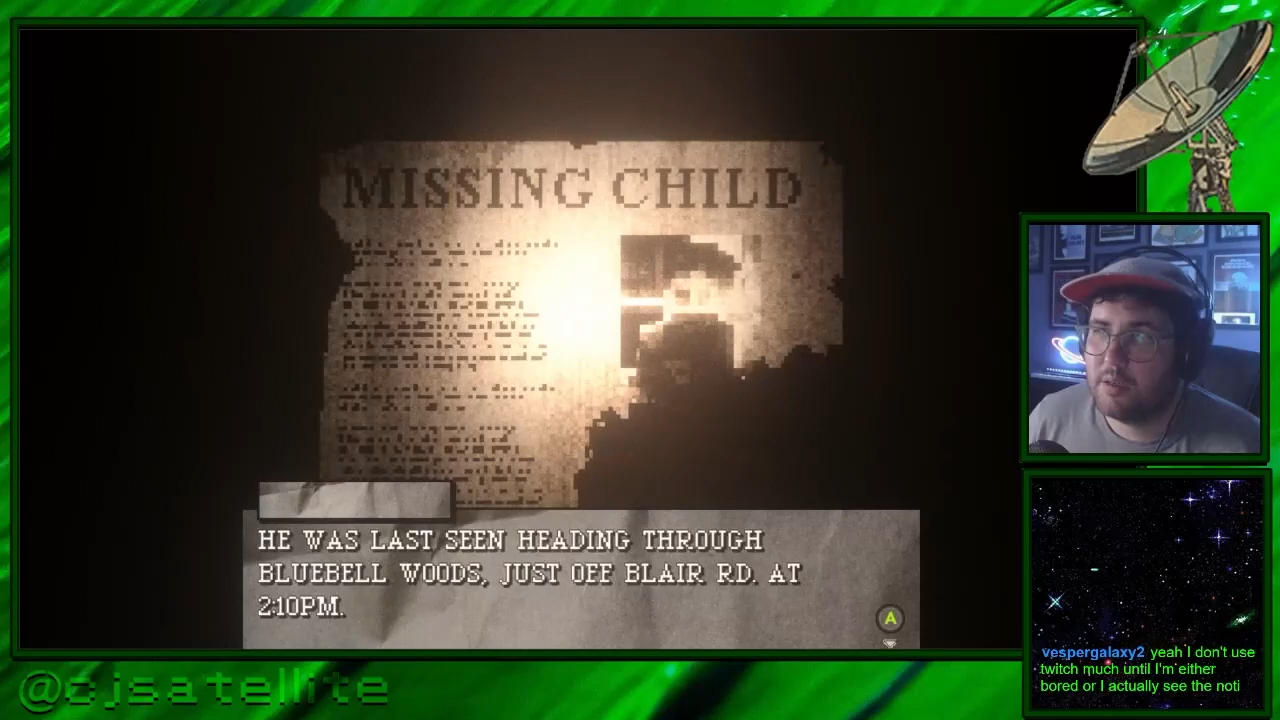 MISSING CHILD
HE WAS LAST SEEN HEADING THROUGH
BLUEBELL WOODS, JUST OFF BLAIR RD. AT
2:10PM.
A
vespergalaxy2 yeah I don't use
twitch much until I'm either
bored or I actually see the noti
@ojsatellite